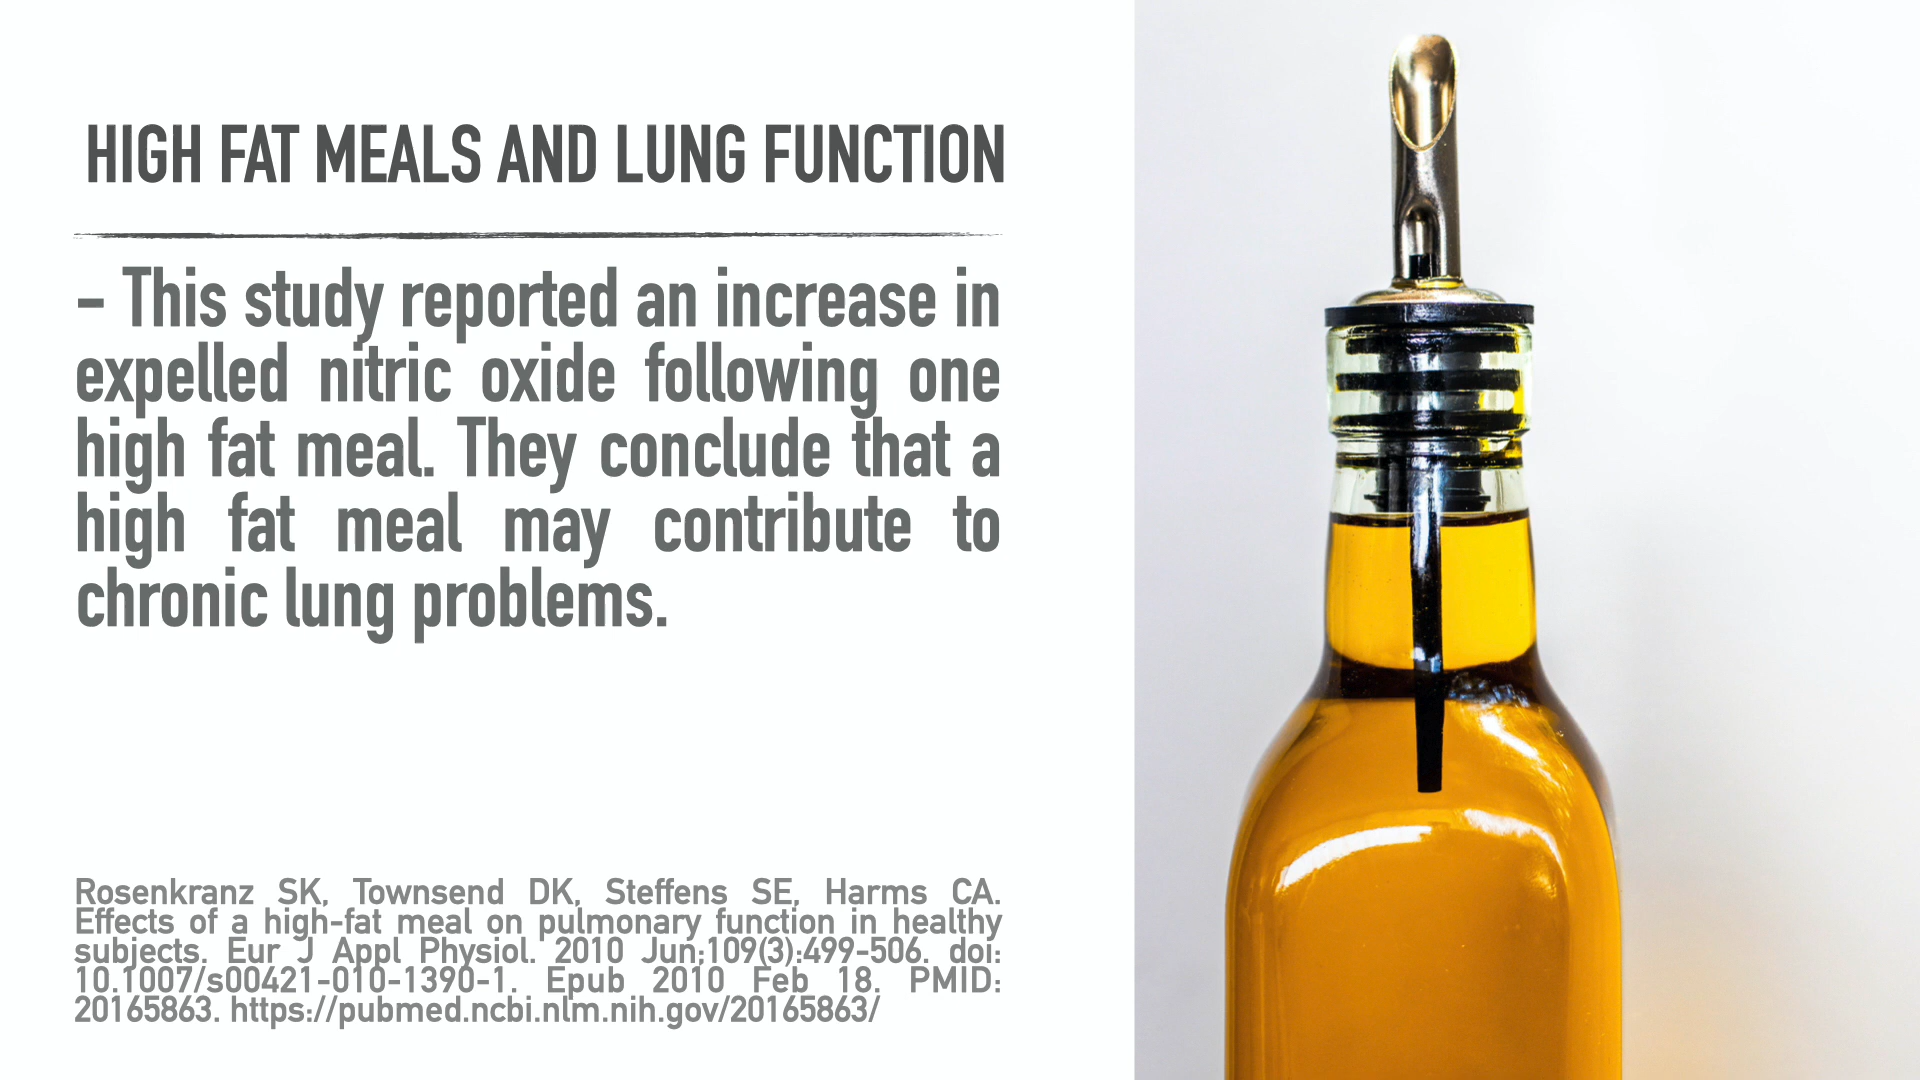 HIGH FAT MEALS AND LUNG FUNCTION
– This study reported an increase in
expelled nitric oxide following one
high fat meal. They conclude that a
high fat meal may contribute to
chronic lung problems.
Rosenkranz SK, Townsend DK, Steffens SE, Harms CA.
Effects of a high-fat meal on pulmonary function in healthy
subjects. Eur J Appl Physiol. 2010 Jun;109(3):499-506. doi:
10.1007/s00421-010-1390-1. Epub 2010 Feb 18. PMID:
20165863. https://pubmed.ncbi.nlm.nih.gov/20165863/